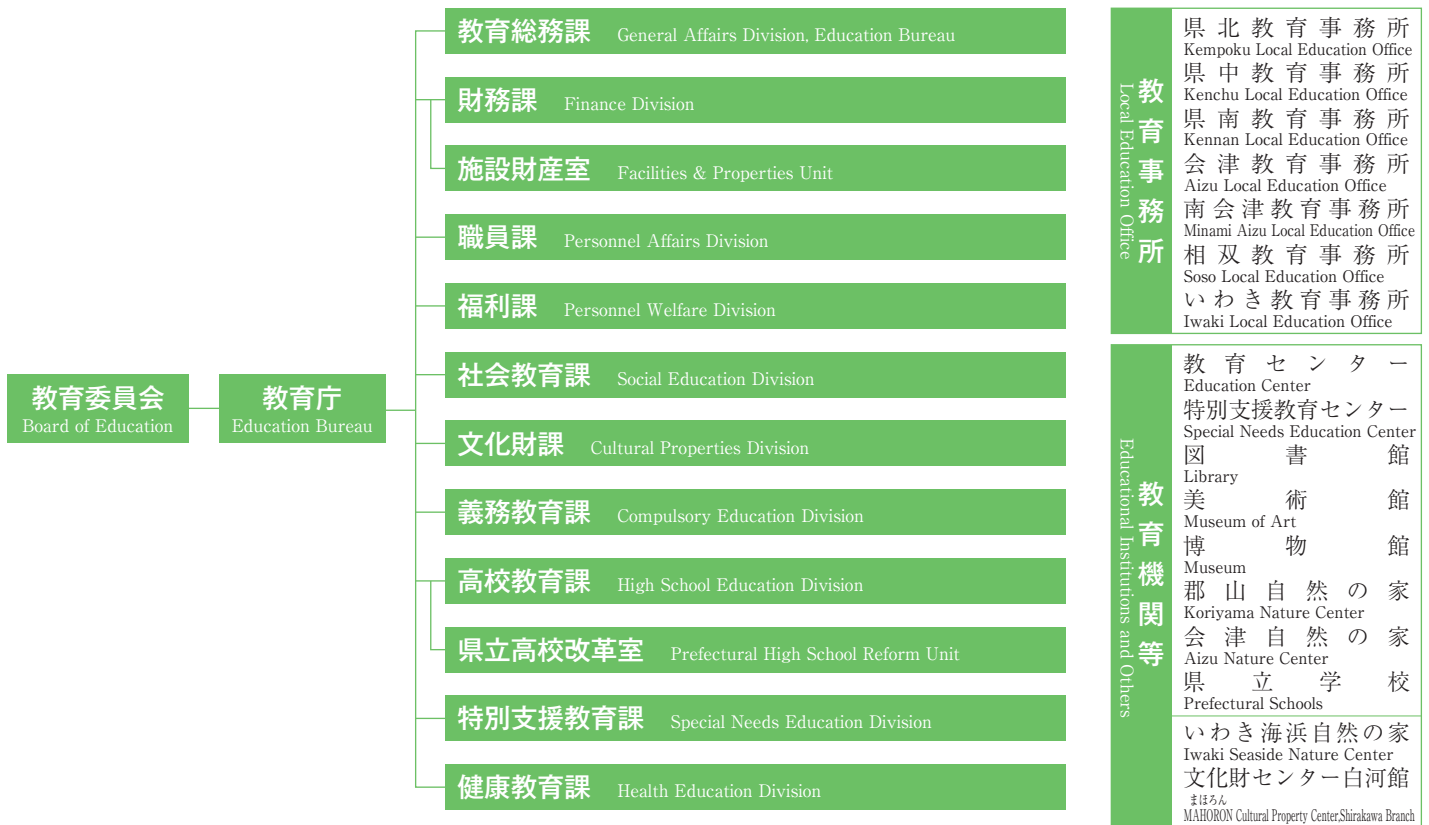 教育委員会
Board of Education
教育庁
Education Bureau
教育総務課 General Affairs Division, Education Bureau
財務課 Finance Division
施設財産室 Facilities & Properties Unit
職員課 Personnel Affairs Division
福利課 Personnel Welfare Division
社会教育課 Social Education Division
文化財課 Cultural Properties Division
義務教育課 Compulsory Education Division
高校教育課 High School Education Division
県立高校改革室 Prefectural High School Reform Unit
特別支援教育課 Special Needs Education Division
健康教育課 Health Education Division
教育事務所
Local Education Office
県北教育事務所
Kempoku Local Education Office
県中教育事務所
Kenchu Local Education Office
県南教育事務所
Kennan Local Education Office
会津教育事務所
Aizu Local Education Office
南会津教育事務所
Minami Aizu Local Education Office
相双教育事務所
Soso Local Education Office
いわき教育事務所
Iwaki Local Education Office
教育機関等
Educational Institutions and Others
教育センター
Education Center
特別支援教育センター
Special Needs Education Center
図書館
Library
美術館
Museum of Art
博物館
Museum
郡山自然の家
Koriyama Nature Center
会津自然の家
Aizu Nature Center
県立学校
Prefectural Schools
いわき海浜自然の家
Iwaki Seaside Nature Center
文化財センター白河館
まほろん
MAHORON Cultural Property Center,Shirakawa Branch